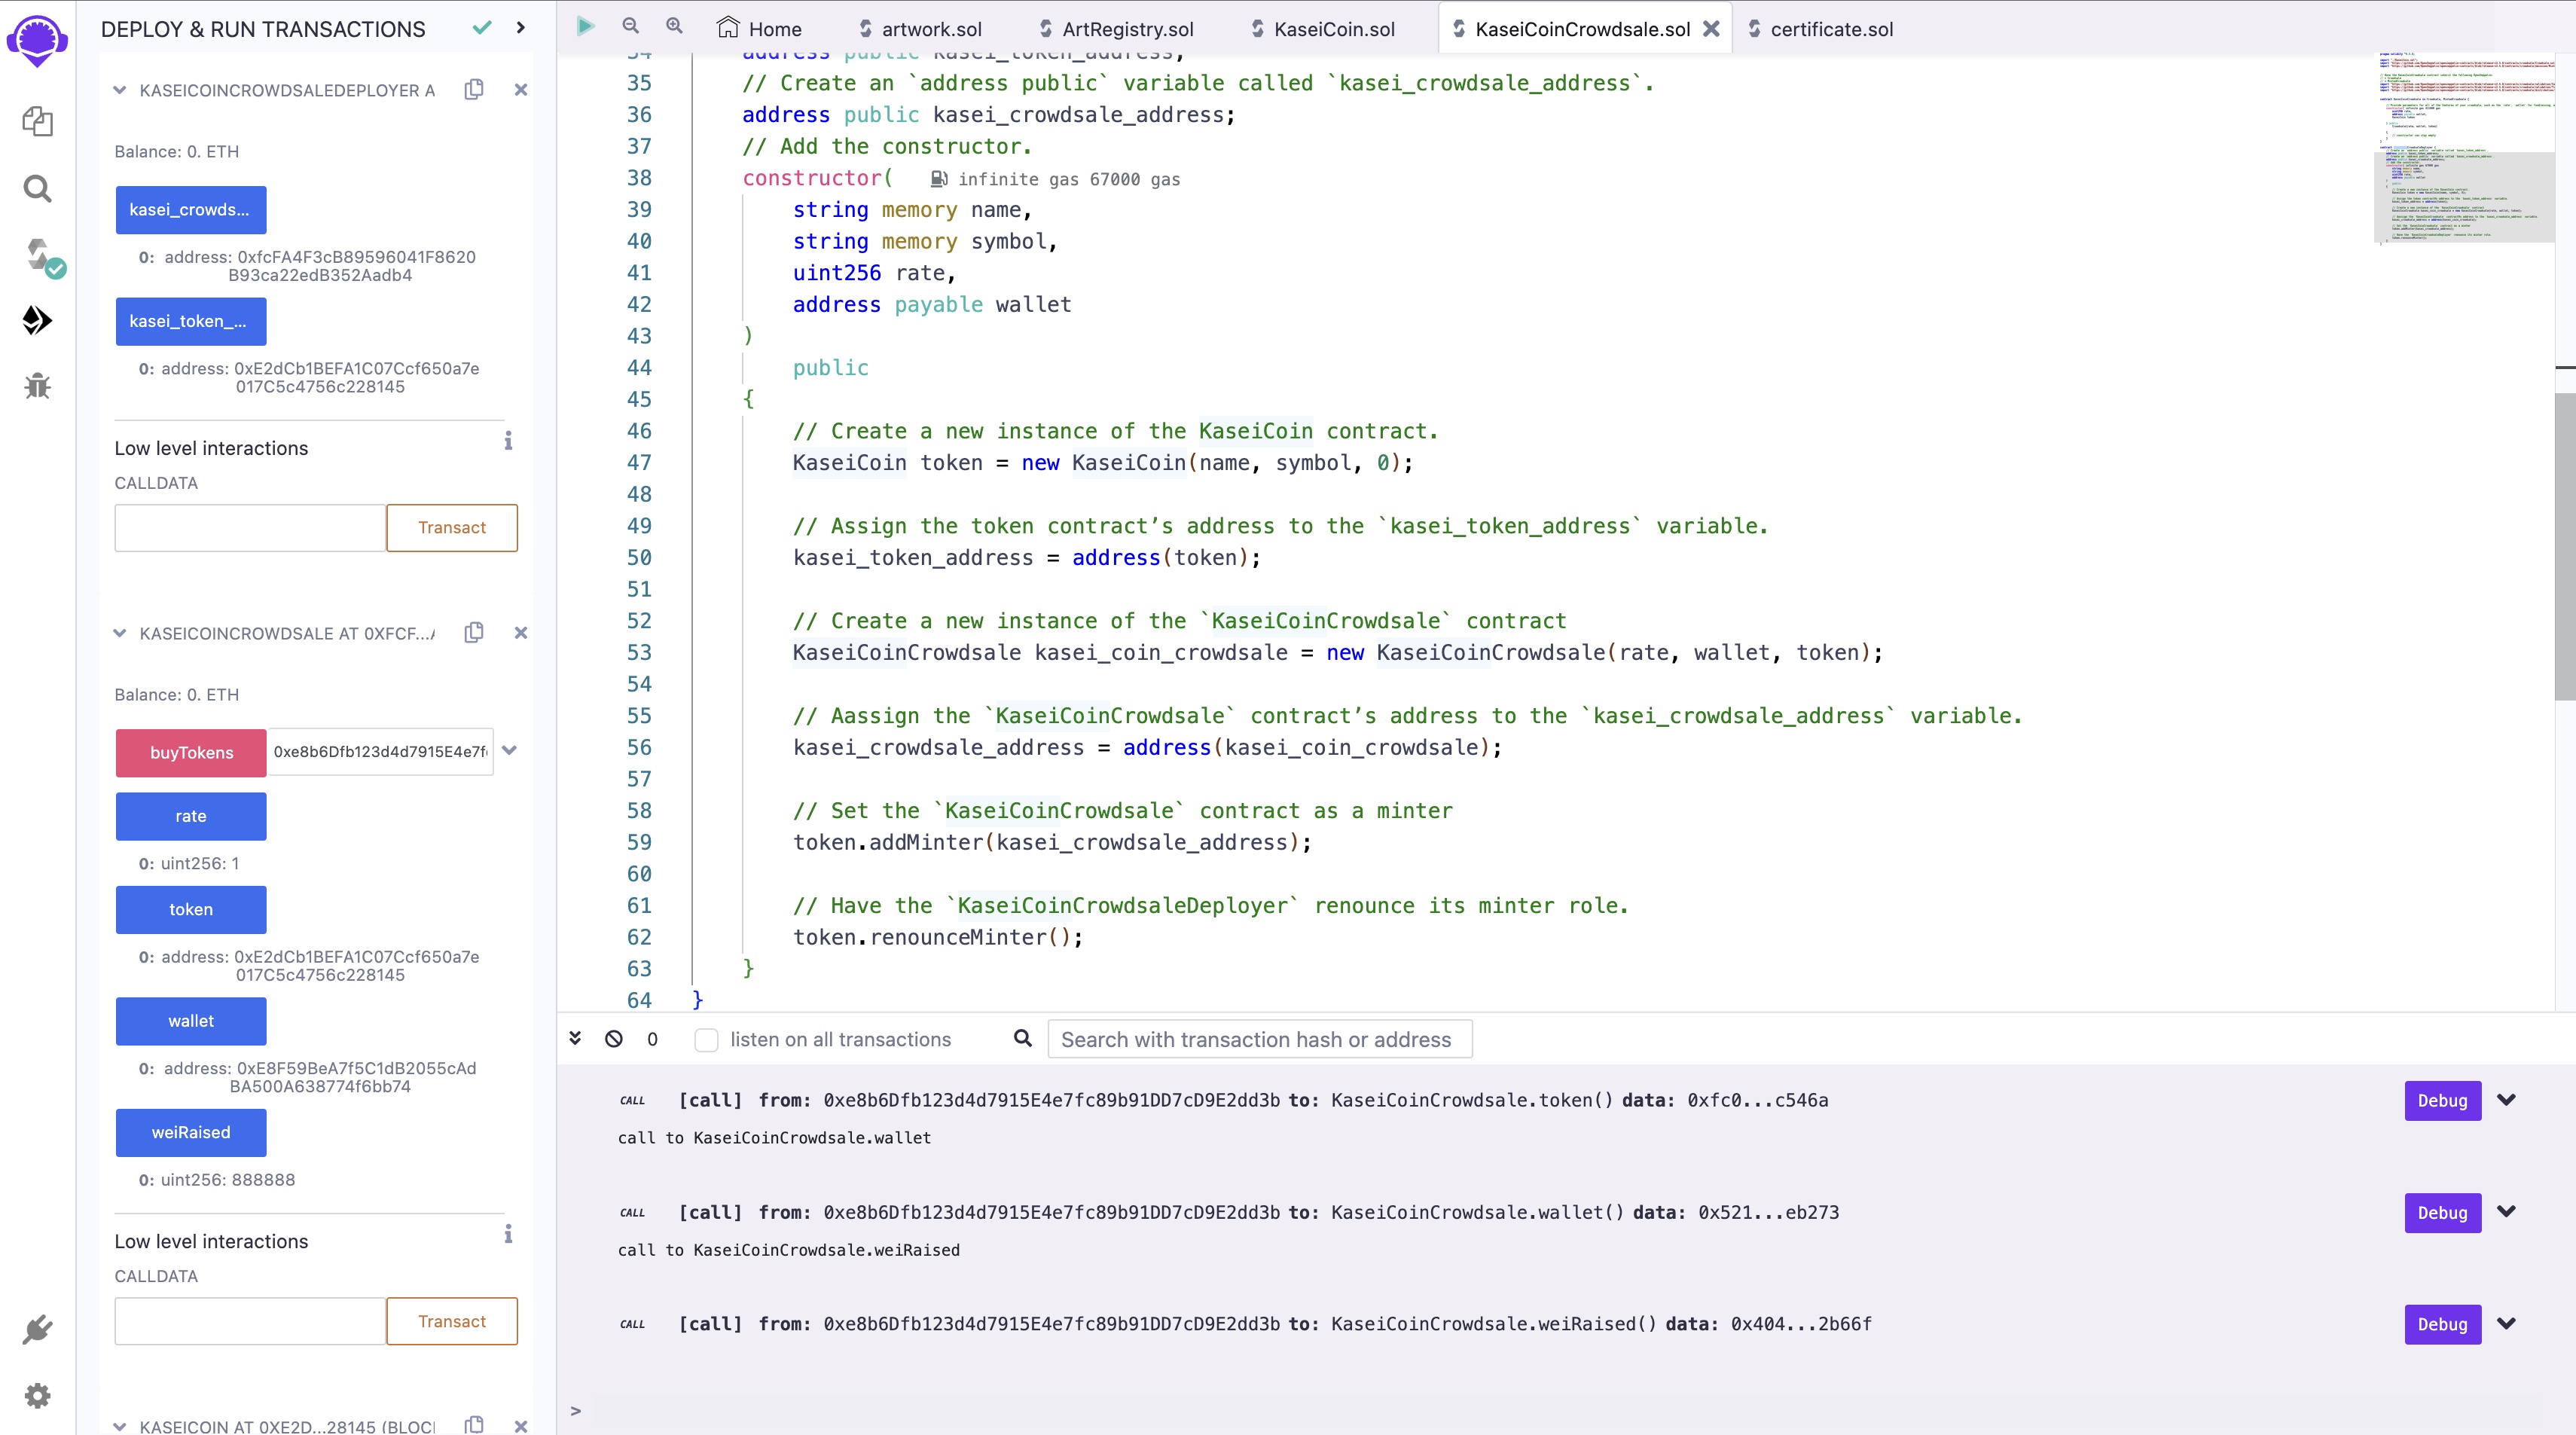 DEPLOY & RUN TRANSACTIONS
KASEICOINCROWDSALEDEPLOYER A
Balance: 0. ETH
kasei_crowds...
0: address: 0xfcFA4F3cB89596041F8620
B93ca22edB352Aadb4
kasei_token_...
0: address: 0xE2dCb1BEFA1C07Ccf650a7e
017C5c4756c228145
Low level interactions
CALLDATA
Transact
KASEICOINCROWDSALE AT 0XFCF...
Balance: 0. ETH
buyTokens 0xe8b6Dfb123d4d7915E4e7f
rate
0: uint256: 1
token
0: address: 0xE2dCb1BEFA1C07Ccf650a7e
017C5c4756c228145
wallet
0: address: 0xE8F59BeA7f5C1dB2055cAd
BA500A638774f6bb74
weiRaised
0: uint256: 888888
Low level interactions
CALLDATA
Transact
KASEICOIN AT 0XE2D...28145 (BLOC
Home artwork.sol ArtRegistry.sol KaseiCoin.sol KaseiCoinCrowdsale.sol certificate.sol
34 address public kasei_token_address;
35 // Create an `address public` variable called `kasei_crowdsale_address`.
36 address public kasei_crowdsale_address;
37 // Add the constructor.
38 constructor( infinite gas 67000 gas
39 string memory name,
40 string memory symbol,
41 uint256 rate,
42 address payable wallet
43 )
44 public
45 {
46 // Create a new instance of the KaseiCoin contract.
47 KaseiCoin token = new KaseiCoin(name, symbol, 0);
48
49 // Assign the token contract’s address to the `kasei_token_address` variable.
50 kasei_token_address = address(token);
51
52 // Create a new instance of the `KaseiCoinCrowdsale` contract
53 KaseiCoinCrowdsale kasei_coin_crowdsale = new KaseiCoinCrowdsale(rate, wallet, token);
54
55 // Aassign the `KaseiCoinCrowdsale` contract’s address to the `kasei_crowdsale_address` variable.
56 kasei_crowdsale_address = address(kasei_coin_crowdsale);
57
58 // Set the `KaseiCoinCrowdsale` contract as a minter
59 token.addMinter(kasei_crowdsale_address);
60
61 // Have the `KaseiCoinCrowdsaleDeployer` renounce its minter role.
62 token.renounceMinter();
63 }
64 }
0 listen on all transactions Search with transaction hash or address
CALL [call] from: 0xe8b6Dfb123d4d7915E4e7fc89b91DD7cD9E2dd3b to: KaseiCoinCrowdsale.token() data: 0xfc0...c546a Debug
call to KaseiCoinCrowdsale.wallet
CALL [call] from: 0xe8b6Dfb123d4d7915E4e7fc89b91DD7cD9E2dd3b to: KaseiCoinCrowdsale.wallet() data: 0x521...eb273 Debug
call to KaseiCoinCrowdsale.weiRaised
CALL [call] from: 0xe8b6Dfb123d4d7915E4e7fc89b91DD7cD9E2dd3b to: KaseiCoinCrowdsale.weiRaised() data: 0x404...2b66f Debug
>